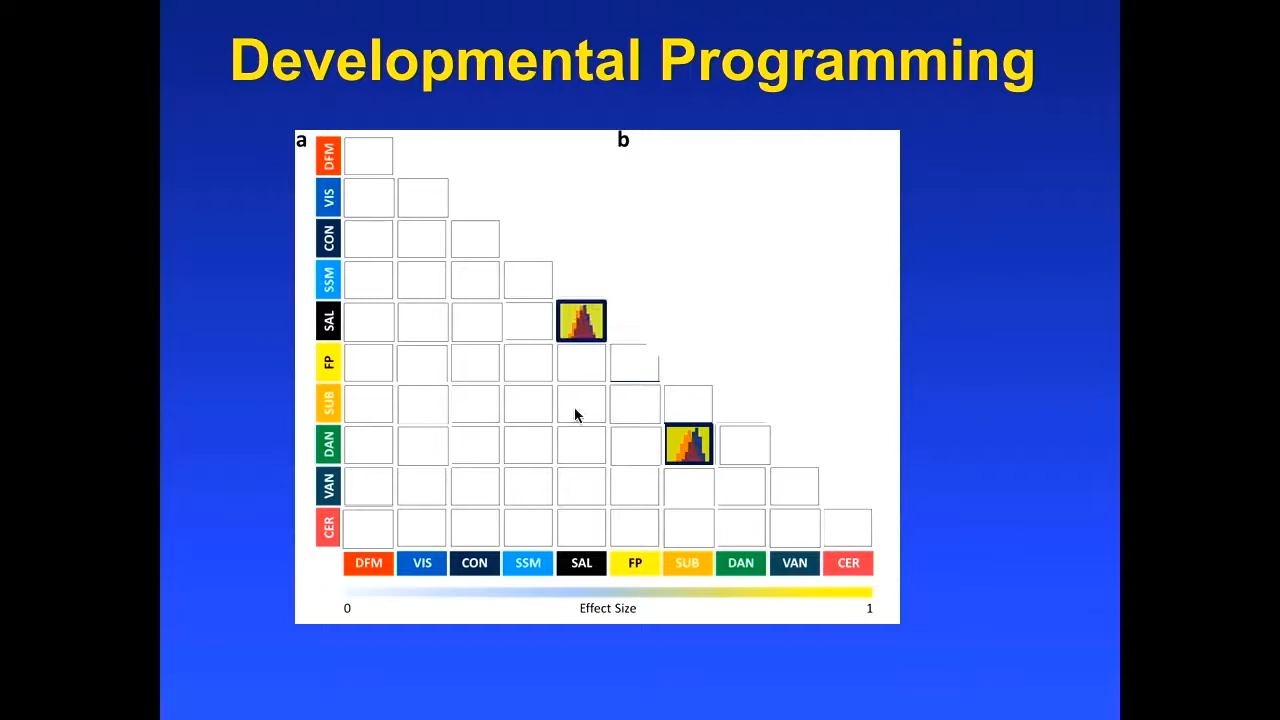 Developmental Programming
a
b
DFM
VIS
CON
SSM
SAL
FP
SUB
DAN
VAN
CER
DFM VIS CON SSM SAL FP SUB DAN VAN CER
0 Effect Size 1